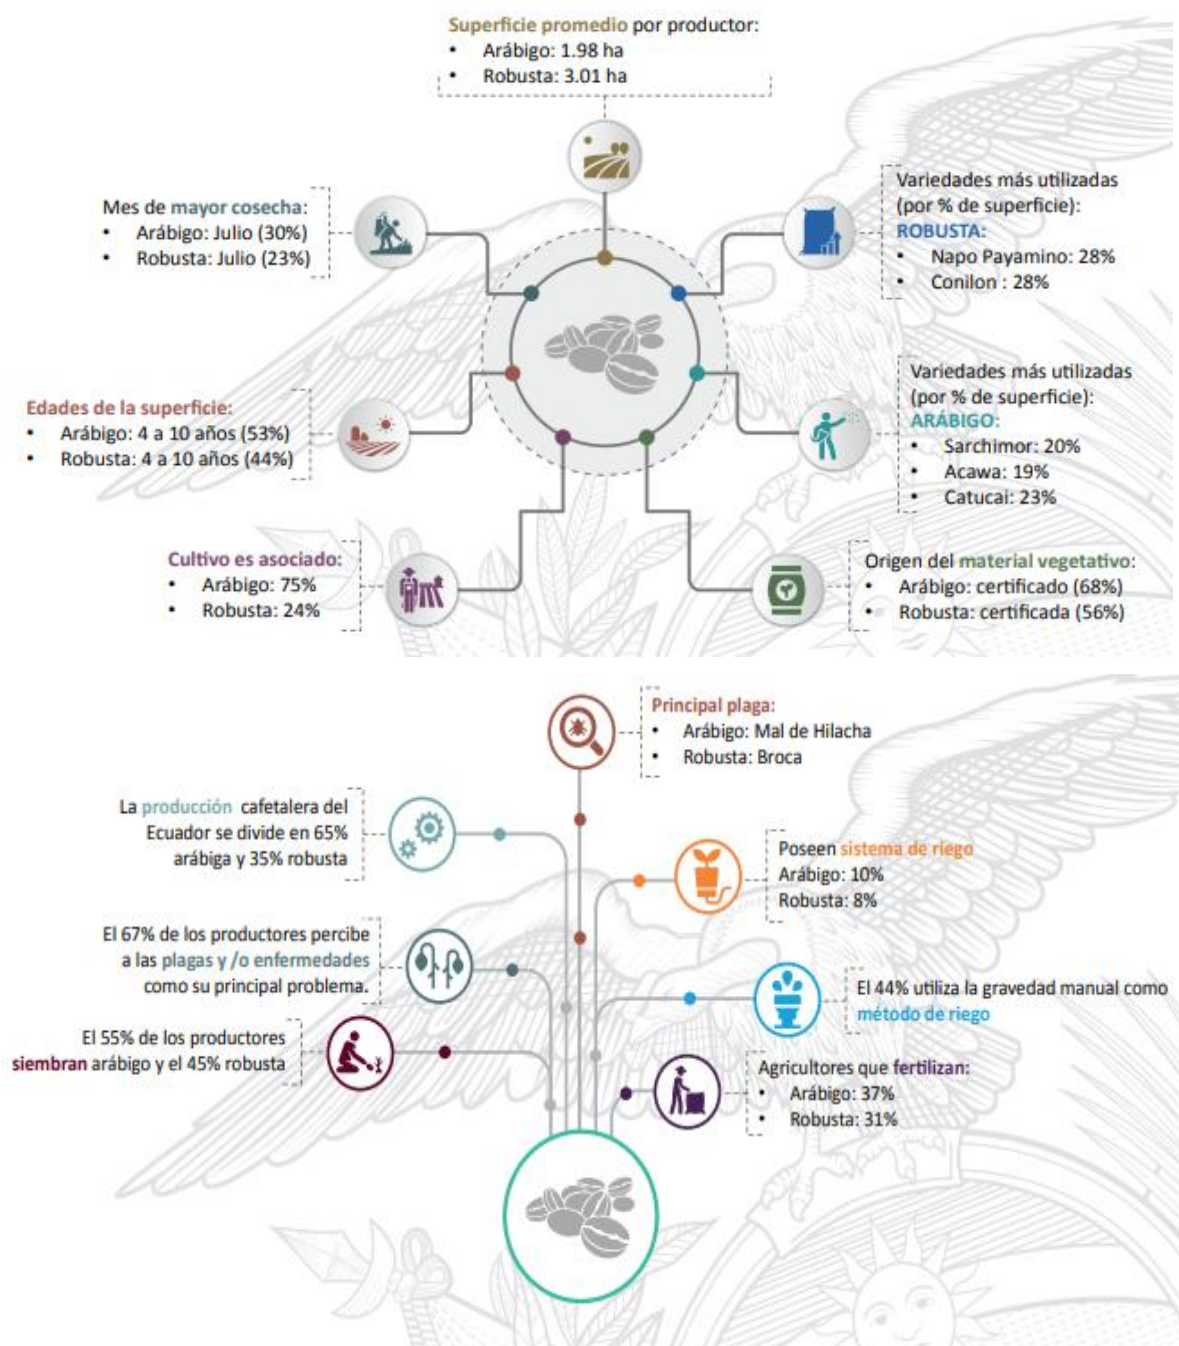 Superficie promedio por productor:
• Arábigo: 1.98 ha
• Robusta: 3.01 ha
Mes de mayor cosecha:
• Arábigo: Julio (30%)
• Robusta: Julio (23%)
Variedades más utilizadas
(por % de superficie):
ROBUSTA:
• Napo Payamino: 28%
• Conilon : 28%
Edades de la superficie:
• Arábigo: 4 a 10 años (53%)
• Robusta: 4 a 10 años (44%)
Variedades más utilizadas
(por % de superficie):
ARÁBIGO:
• Sarchimor: 20%
• Acawa: 19%
• Catucai: 23%
Cultivo es asociado:
• Arábigo: 75%
• Robusta: 24%
Origen del material vegetativo:
• Arábigo: certificado (68%)
• Robusta: certificada (56%)
Principal plaga:
• Arábigo: Mal de Hilacha
• Robusta: Broca
La producción cafetalera del
Ecuador se divide en 65%
arábiga y 35% robusta
Poseen sistema de riego
Arábigo: 10%
Robusta: 8%
El 67% de los productores percibe
a las plagas y /o enfermedades
como su principal problema.
El 44% utiliza la gravedad manual como
método de riego
El 55% de los productores
siembran arábigo y el 45% robusta
Agricultores que fertilizan:
• Arábigo: 37%
• Robusta: 31%